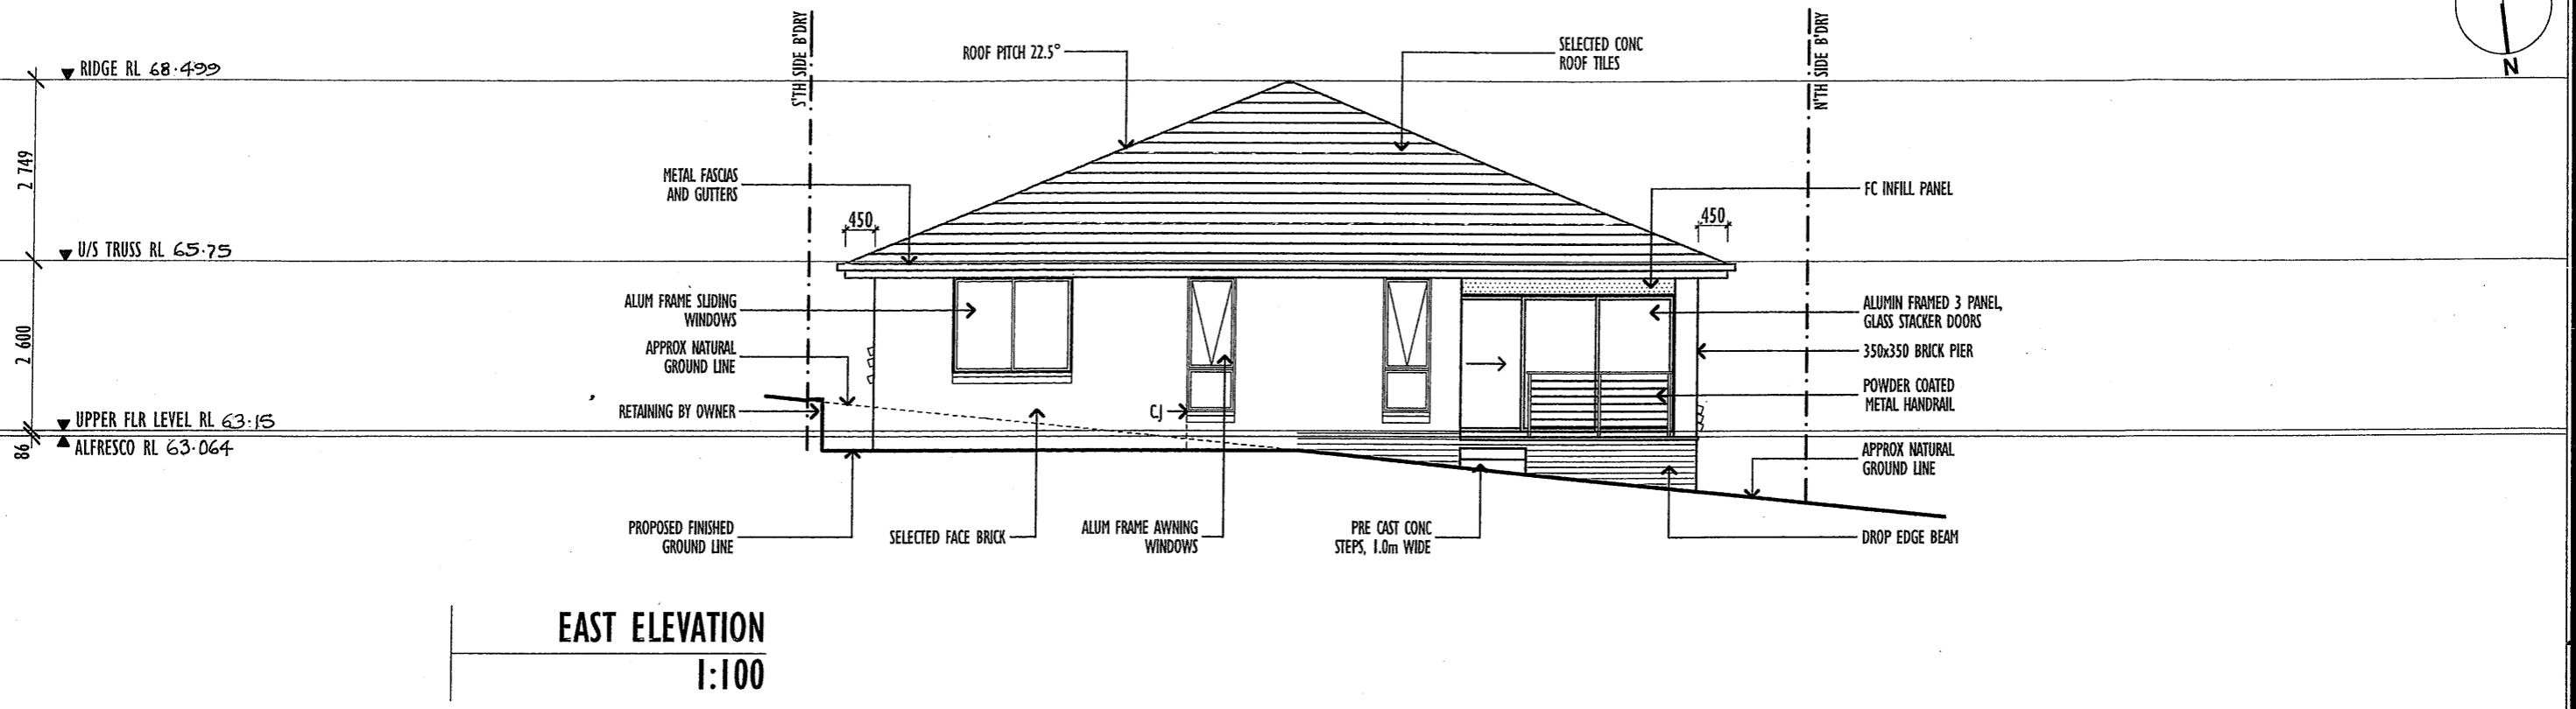 S'TH SIDE B'DRY
N'TH SIDE B'DRY
N
ROOF PITCH 22.5°
SELECTED CONC
ROOF TILES
RIDGE RL 68.499
2 749
METAL FASCIAS
AND GUTTERS
FC INFILL PANEL
450
450
U/S TRUSS RL 65.75
ALUM FRAME SLIDING
WINDOWS
ALUMIN FRAMED 3 PANEL,
GLASS STACKER DOORS
2 600
APPROX NATURAL
GROUND LINE
350x350 BRICK PIER
POWDER COATED
METAL HANDRAIL
RETAINING BY OWNER
CJ
UPPER FLR LEVEL RL 63.15
86
ALFRESCO RL 63.064
APPROX NATURAL
GROUND LINE
PROPOSED FINISHED
GROUND LINE
SELECTED FACE BRICK
ALUM FRAME AWNING
WINDOWS
PRE CAST CONC
STEPS, 1.0m WIDE
DROP EDGE BEAM
EAST ELEVATION
1:100